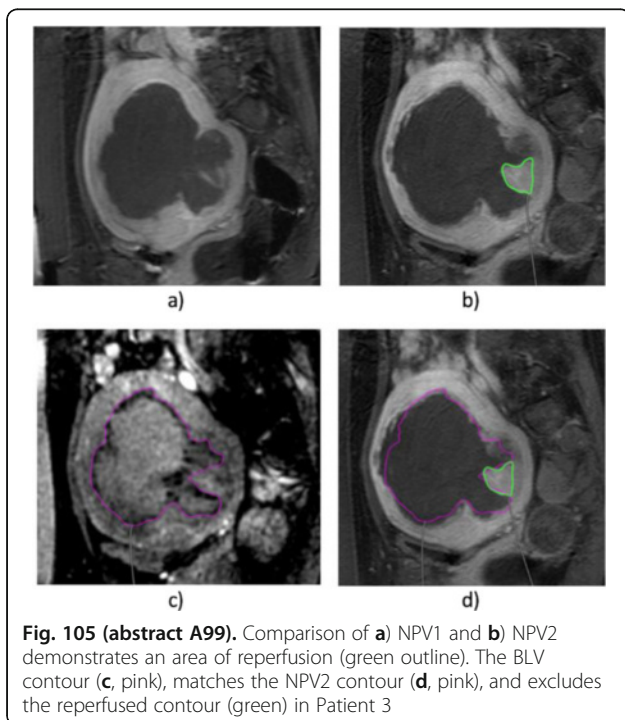 a)
b)
c)
d)
Fig. 105 (abstract A99). Comparison of a) NPV1 and b) NPV2
demonstrates an area of reperfusion (green outline). The BLV
contour (c, pink), matches the NPV2 contour (d, pink), and excludes
the reperfused contour (green) in Patient 3